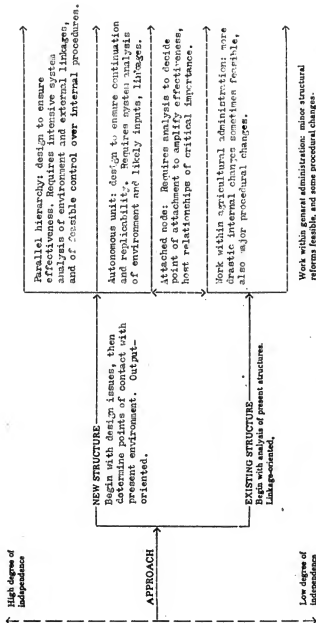 High degree of
independence
APPROACH
Low degree of
independence
NEW STRUCTURE
Begin with design issues, then
determine points of contact with
present environment. Output-
oriented.
EXISTING STRUCTURE
Begin with analysis of present structures.
Linkage-oriented.
Parallel hierarchy: design to ensure
effectiveness. Requires intensive system
analysis of environment and external linkages,
and of feasible control over internal procedures.
Autonomous unit: design to ensure continuation
and replicability. Requires system analysis
of environment and likely inputs, linkages.
Attached node: Requires analysis to decide
point of attachment to amplify effectiveness,
host relationships of critical importance.
Work within agricultural administration: more
drastic internal changes sometimes feasible,
also major procedural changes.
Work within general administration: minor structural
reforms feasible, and some procedural changes.